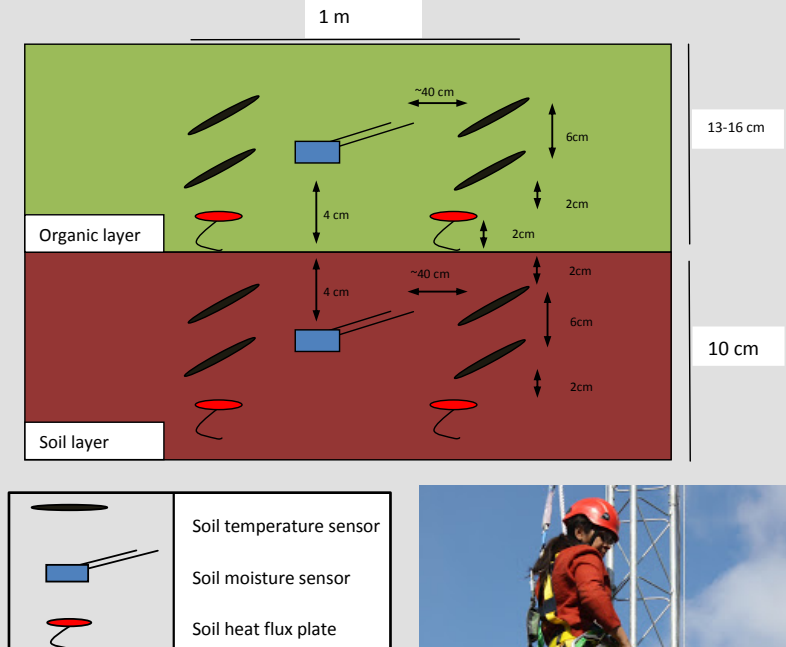 1 m
~40 cm
13-16 cm
6cm
2cm
4 cm
2cm
Organic layer
2cm
~40 cm
4 cm
6cm
10 cm
2cm
Soil layer
Soil temperature sensor
Soil moisture sensor
Soil heat flux plate